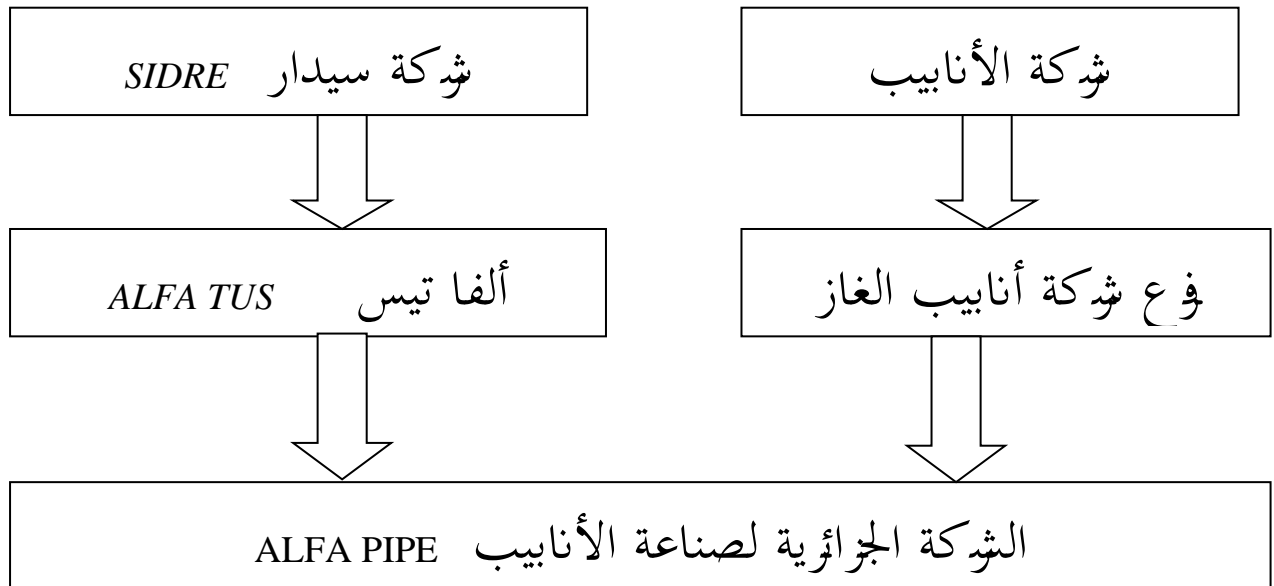 شركة الأنابيب
شركة سيدار SIDRE
فرع شركة أنابيب الغاز
ألفا تيس ALFA TUS
الشركة الجزائرية لصناعة الأنابيب ALFA PIPE